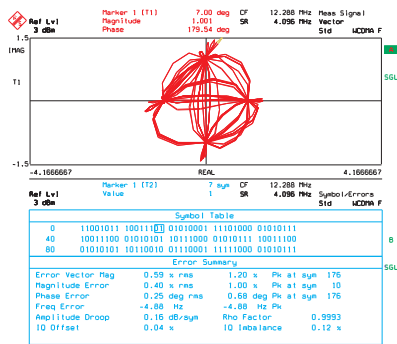 Marker 1 [T1] 7.00 deg CF 12.288 MHz Meas Signal
Ref Lvl Magnitude 1.001 SR 4.096 MHz Vector
3 dBm Phase 179.54 deg Std WCDMA F
1.5
IMAG
T1
SGL
-1.5
-4.1666667 REAL 4.1666667
Marker 1 [T2] 7 sym CF 12.288 MHz
Ref Lvl Value 1 SR 4.096 MHz Symbol/Errors
3 dBm Std WCDMA F
Symbol Table
0 11001011 10011101 01010001 11101000 01010111
40 10011100 01010101 10111000 01010111 10011100
80 01010101 10110010 01011110 01010001 01010111
B
Error Summary
SGL
Error Vector Mag 0.59 % rms 1.20 % Pk at sym 176
Magnitude Error 0.40 % rms 1.00 % Pk at sym 10
Phase Error 0.25 deg rms 0.68 deg Pk at sym 176
Freq Error -4.88 Hz -4.88 Hz Pk
Amplitude Droop 0.16 dB/sym Rho Factor 0.9993
IQ Offset 0.04 % IQ Imbalance 0.12 %